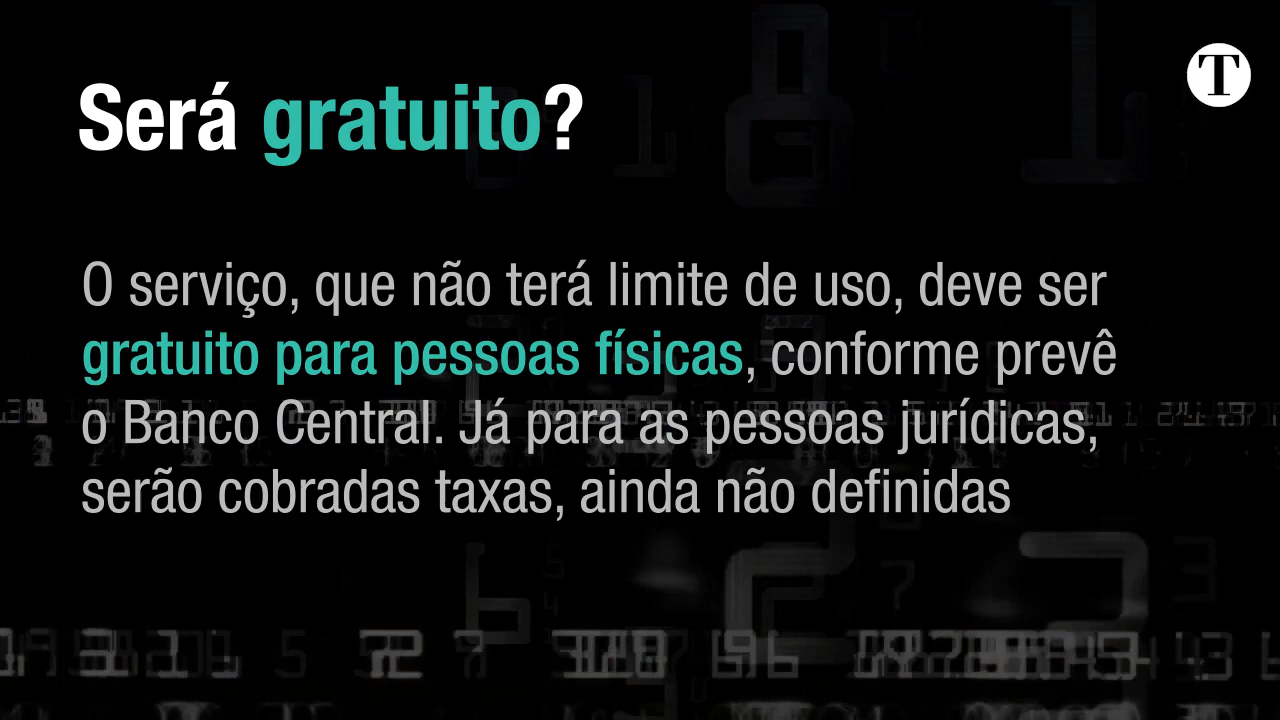 Será gratuito?
T
O serviço, que não terá limite de uso, deve ser
gratuito para pessoas físicas, conforme prevê
o Banco Central. Já para as pessoas jurídicas,
serão cobradas taxas, ainda não definidas